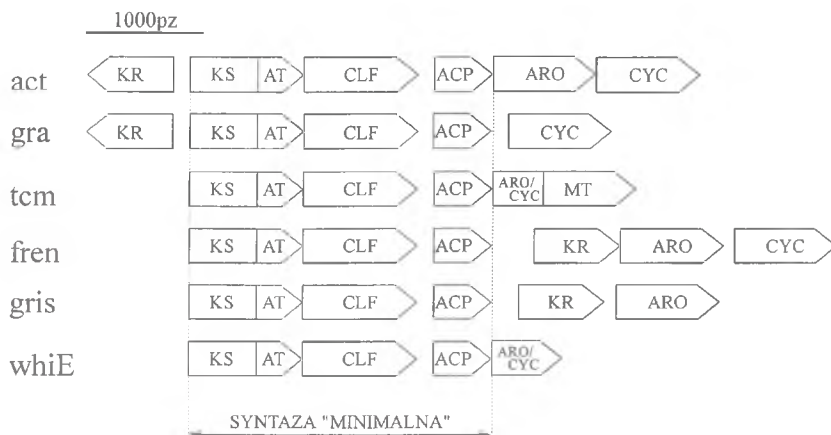 1000pz
act KR KS AT CLF ACP ARO CYC
gra KR KS AT CLF ACP CYC
tcm KS AT CLF ACP ARO/ CYC MT
fren KS AT CLF ACP KR ARO CYC
gris KS AT CLF ACP KR ARO
whiE KS AT CLF ACP ARO/ CYC
SYNTAZA "MINIMALNA"